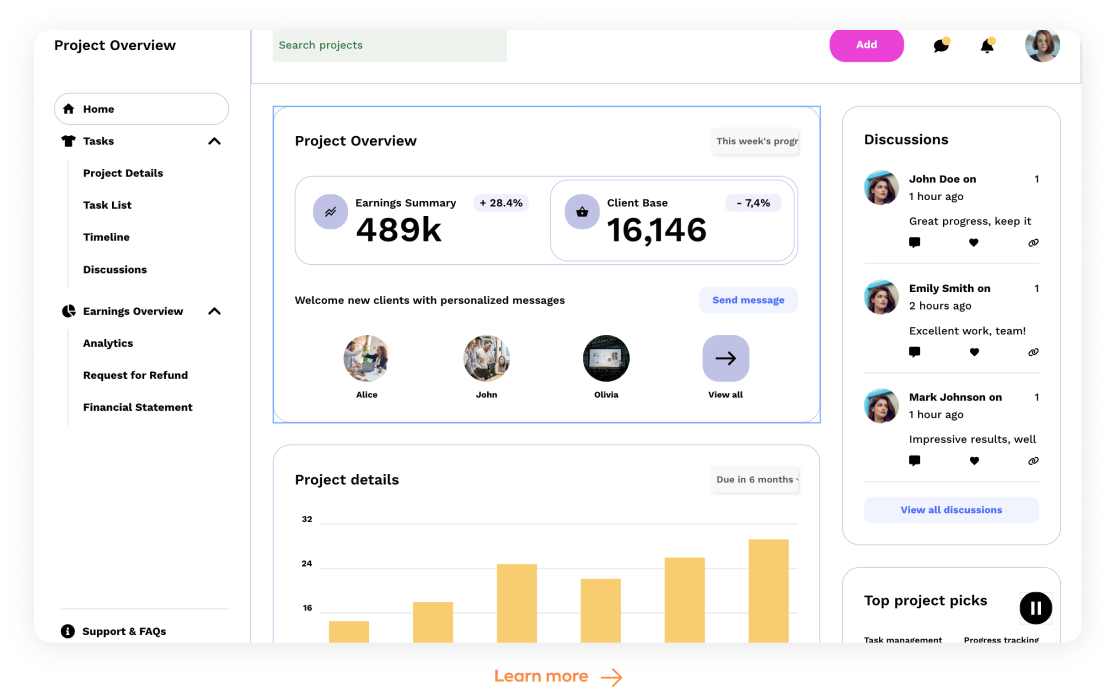 Project Overview
Search projects
Add
Home
Tasks
Project Details
Task List
Timeline
Discussions
Earnings Overview
Analytics
Request for Refund
Financial Statement
Support & FAQs
Project Overview
This week's progr
Earnings Summary
+ 28.4%
489k
Client Base
- 7,4%
16,146
Welcome new clients with personalized messages
Send message
Alice
John
Olivia
View all
Project details
Due in 6 months
32
24
16
Discussions
John Doe on
1
1 hour ago
Great progress, keep it
Emily Smith on
1
2 hours ago
Excellent work, team!
Mark Johnson on
1
1 hour ago
Impressive results, well
View all discussions
Top project picks
Task management
Progress tracking
Learn more